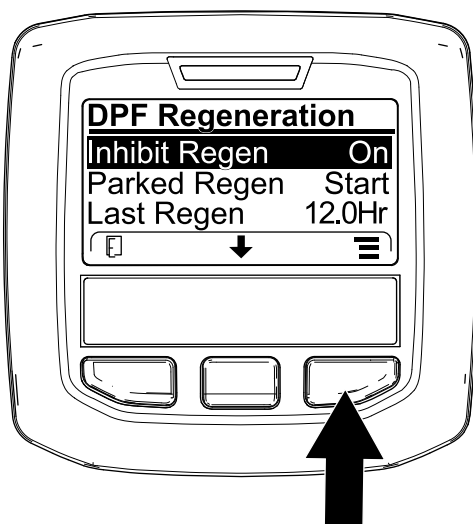 DPF Regeneration
Inhibit Regen On
Parked Regen Start
Last Regen 12.0Hr